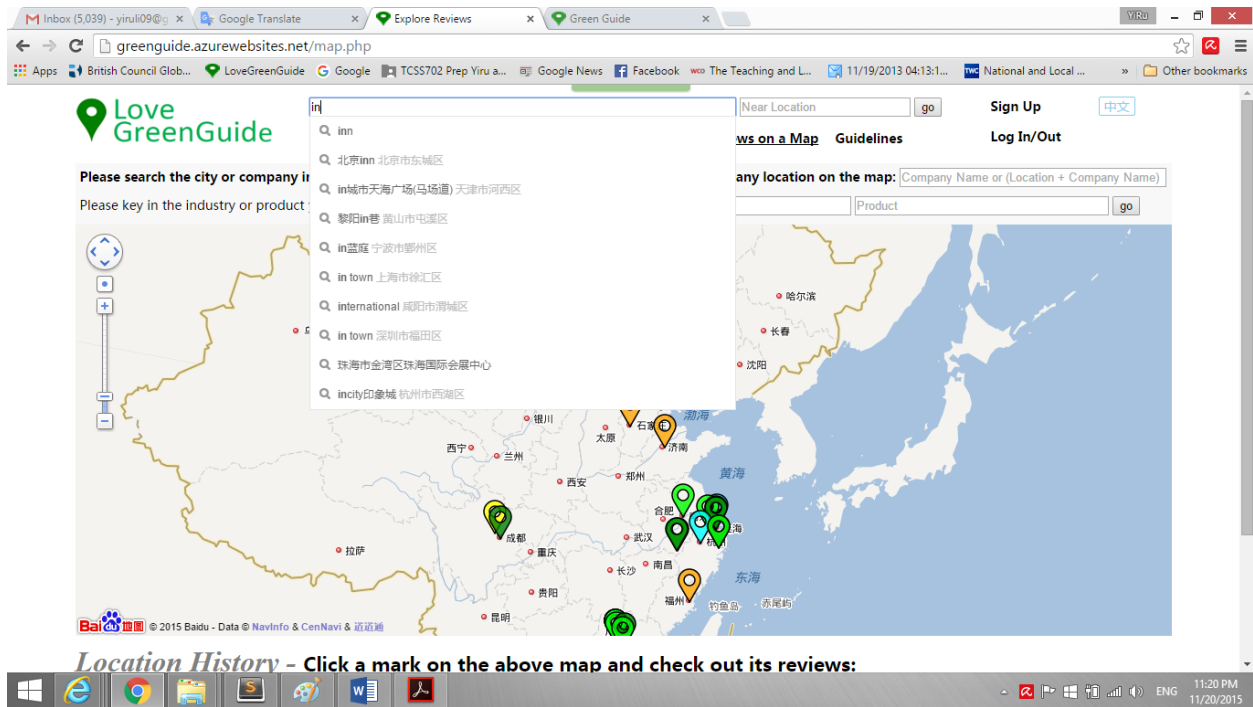 Inbox (5,039) - yiruli09@g
Google Translate
Explore Reviews
Green Guide
YiRu
greenguide.azurewebsites.net/map.php
Apps
British Council Glob...
LoveGreenGuide
Google
TCSS702 Prep Yiru a...
Google News
Facebook
The Teaching and L...
11/19/2013 04:13:1...
National and Local ...
»
Other bookmarks
Love
GreenGuide
in
Near Location
go
Sign Up
中文
ws on a Map
Guidelines
Log In/Out
inn
北京inn 北京市东城区
in城市天海广场(马场道) 天津市河西区
黎阳in巷 黄山市屯溪区
in蓝庭 宁波市鄞州区
in town 上海市徐汇区
international 咸阳市渭城区
in town 深圳市福田区
珠海市金湾区珠海国际会展中心
incity印象城 杭州市西湖区
Please search the city or company i
any location on the map:
Company Name or (Location + Company Name)
Please key in the industry or product
Product
go
哈尔滨
长春
沈阳
渤海
银川
太原
石家庄
济南
西宁
兰州
西安
郑州
黄海
合肥
成都
武汉
拉萨
重庆
长沙
南昌
东海
贵阳
福州
钓鱼岛
赤尾屿
昆明
Bai du 地图
© 2015 Baidu - Data © NavInfo & CenNavi & 道道通
Location History - Click a mark on the above map and check out its reviews:
ENG
11:20 PM
11/20/2015